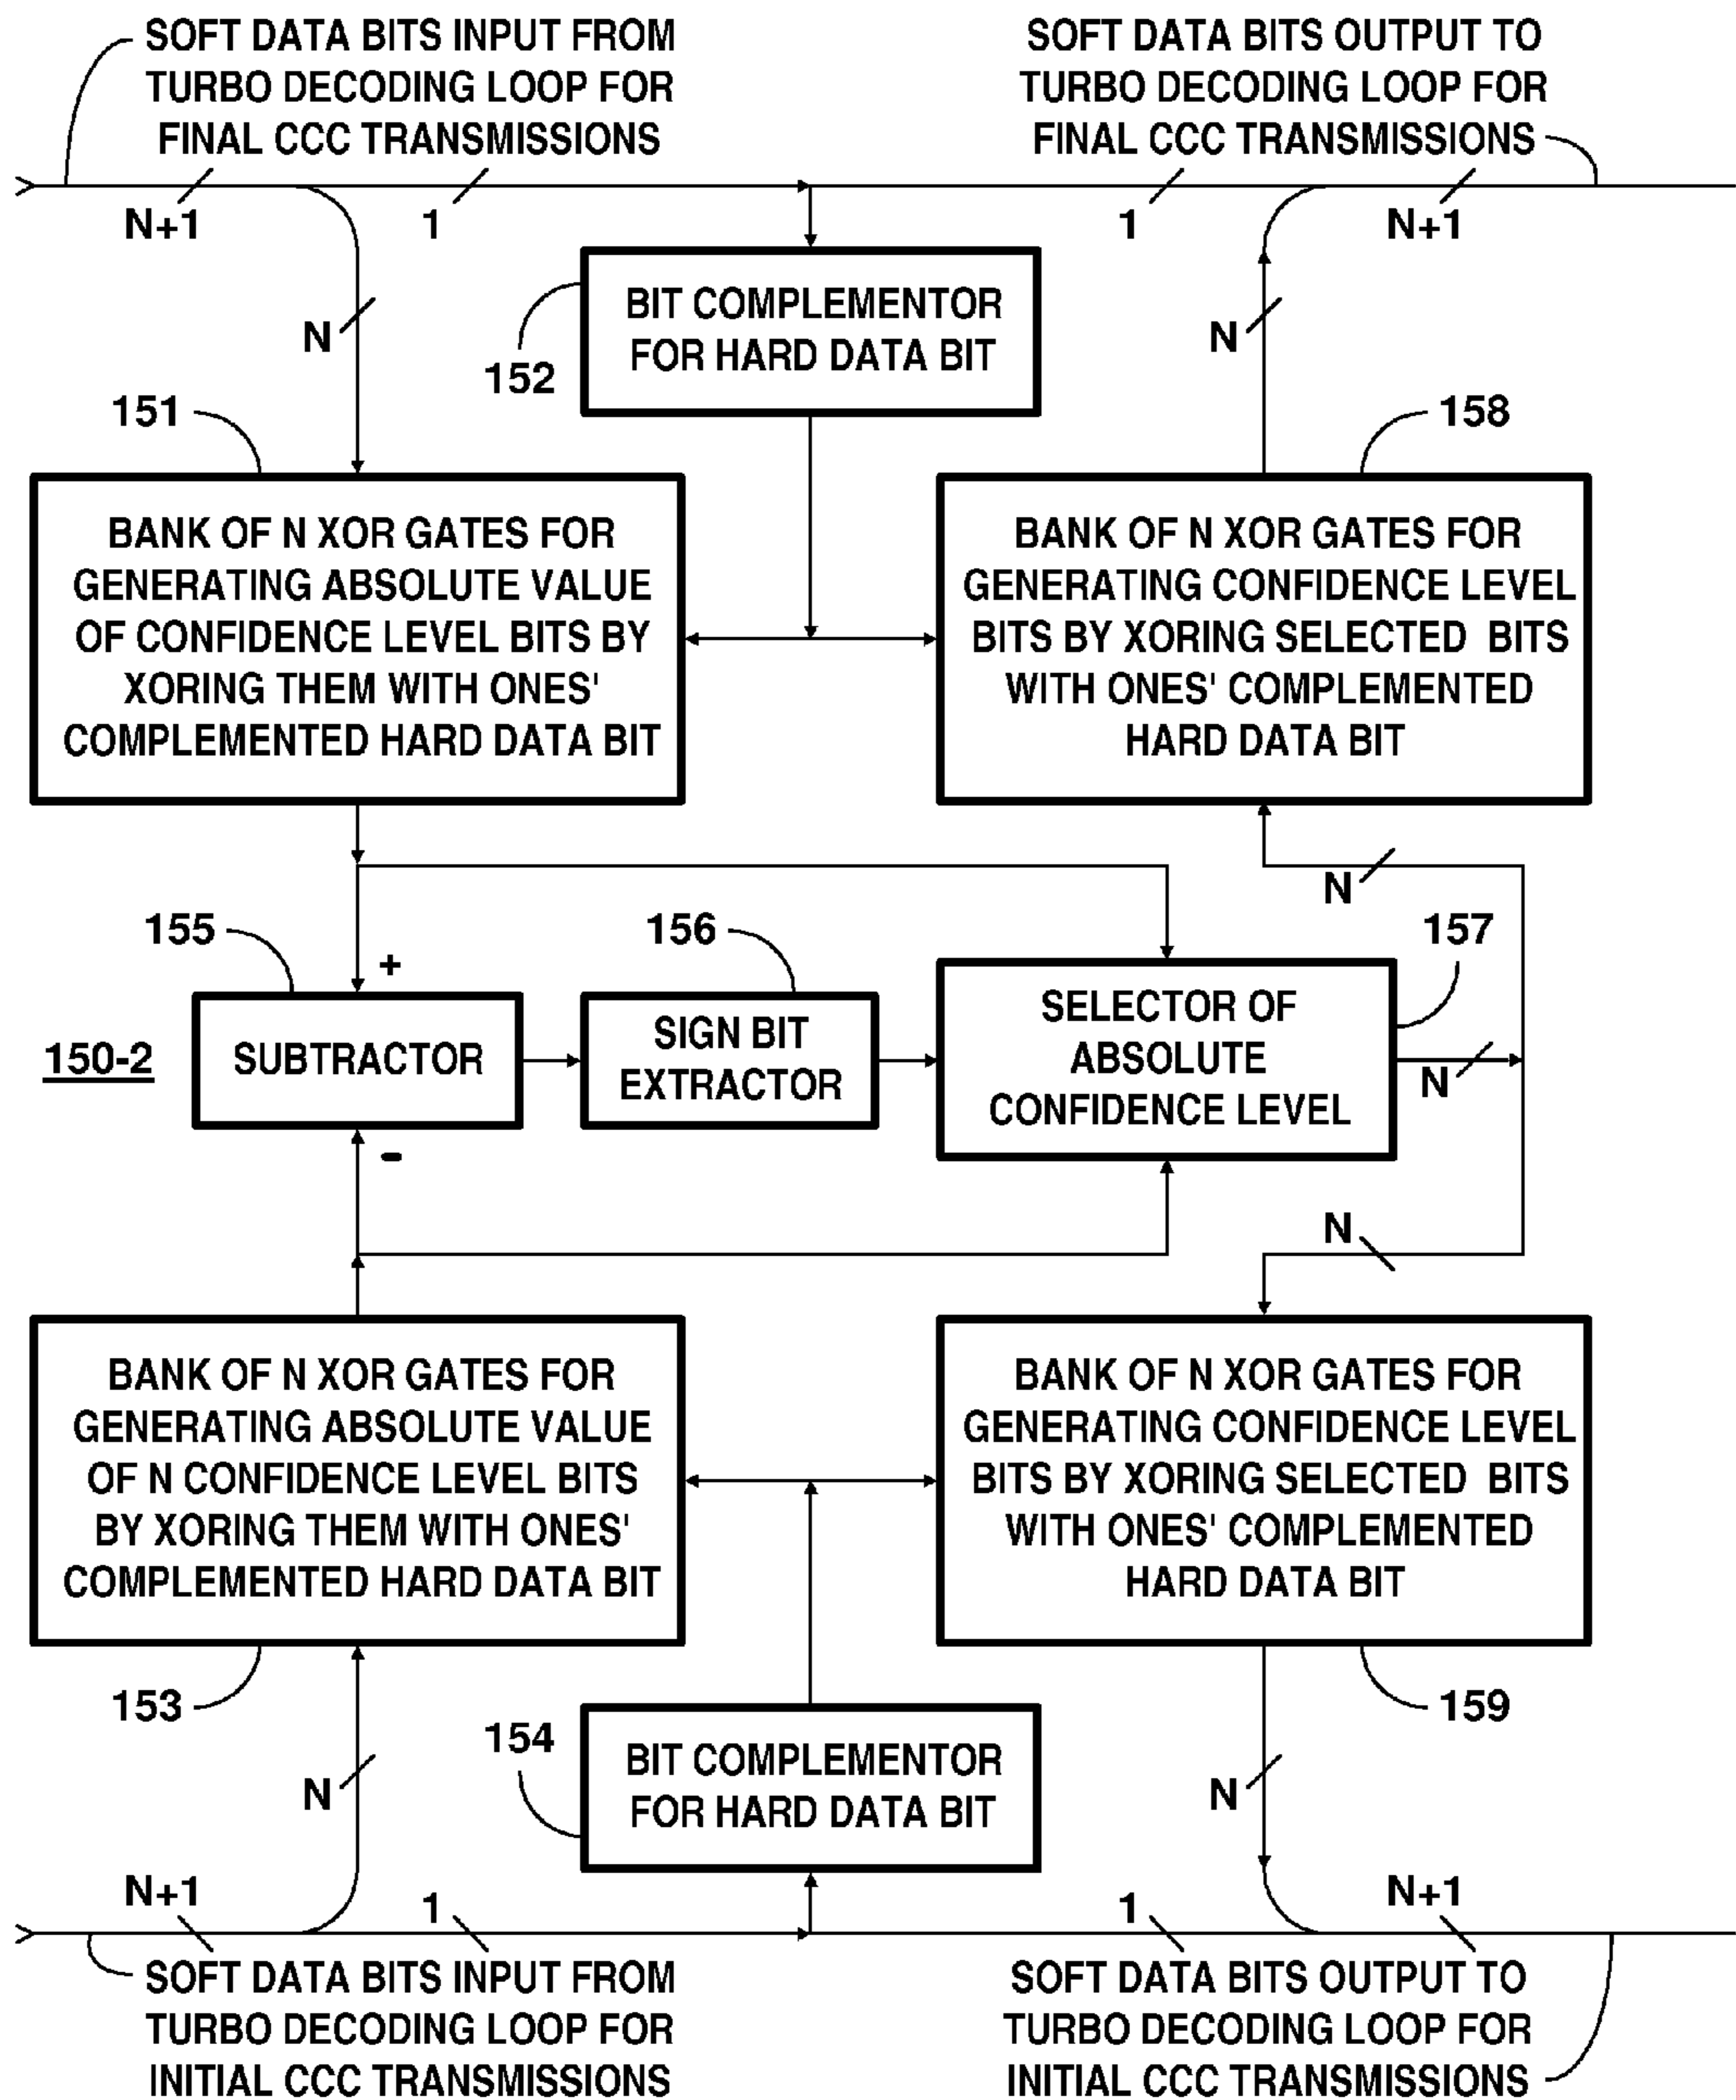 SOFT DATA BITS INPUT FROM
TURBO DECODING LOOP FOR
FINAL CCC TRANSMISSIONS
SOFT DATA BITS OUTPUT TO
TURBO DECODING LOOP FOR
FINAL CCC TRANSMISSIONS
N+1
1
1
N+1
N
BIT COMPLEMENTOR
FOR HARD DATA BIT
N
152
151
158
BANK OF N XOR GATES FOR
GENERATING ABSOLUTE VALUE
OF CONFIDENCE LEVEL BITS BY
XORING THEM WITH ONES'
COMPLEMENTED HARD DATA BIT
BANK OF N XOR GATES FOR
GENERATING CONFIDENCE LEVEL
BITS BY XORING SELECTED BITS
WITH ONES' COMPLEMENTED
HARD DATA BIT
N
155
156
157
+
150-2
SUBTRACTOR
SIGN BIT
EXTRACTOR
SELECTOR OF
ABSOLUTE
CONFIDENCE LEVEL
N
-
N
BANK OF N XOR GATES FOR
GENERATING ABSOLUTE VALUE
OF N CONFIDENCE LEVEL BITS
BY XORING THEM WITH ONES'
COMPLEMENTED HARD DATA BIT
BANK OF N XOR GATES FOR
GENERATING CONFIDENCE LEVEL
BITS BY XORING SELECTED BITS
WITH ONES' COMPLEMENTED
HARD DATA BIT
153
154
159
N
BIT COMPLEMENTOR
FOR HARD DATA BIT
N
N+1
1
1
N+1
SOFT DATA BITS INPUT FROM
TURBO DECODING LOOP FOR
INITIAL CCC TRANSMISSIONS
SOFT DATA BITS OUTPUT TO
TURBO DECODING LOOP FOR
INITIAL CCC TRANSMISSIONS